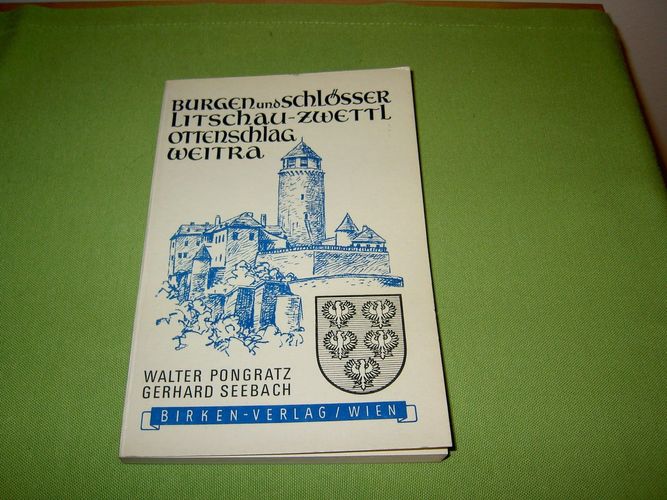 BURGEN und SCHLÖSSER
LITSCHAU-ZWETTL
OTTENSCHLAG
WEITRA
WALTER PONGRATZ
GERHARD SEEBACH
BIRKEN-VERLAG/WIEN